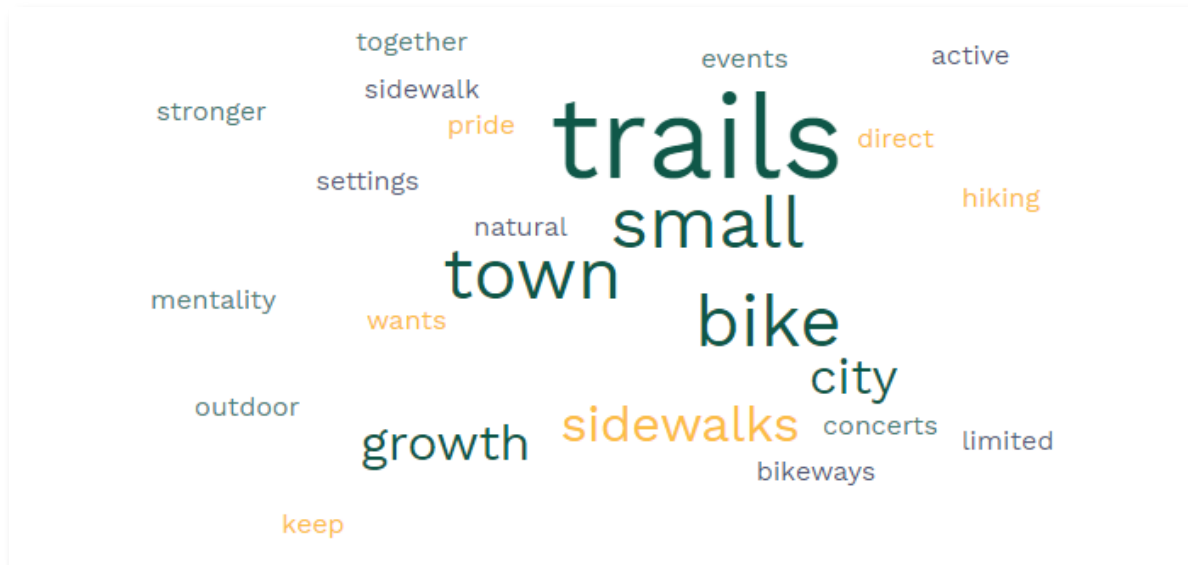 together
events
active
sidewalk
stronger
pride
trails
direct
settings
hiking
natural
small
town
mentality
wants
bike
city
outdoor
sidewalks
concerts
growth
limited
bikeways
keep